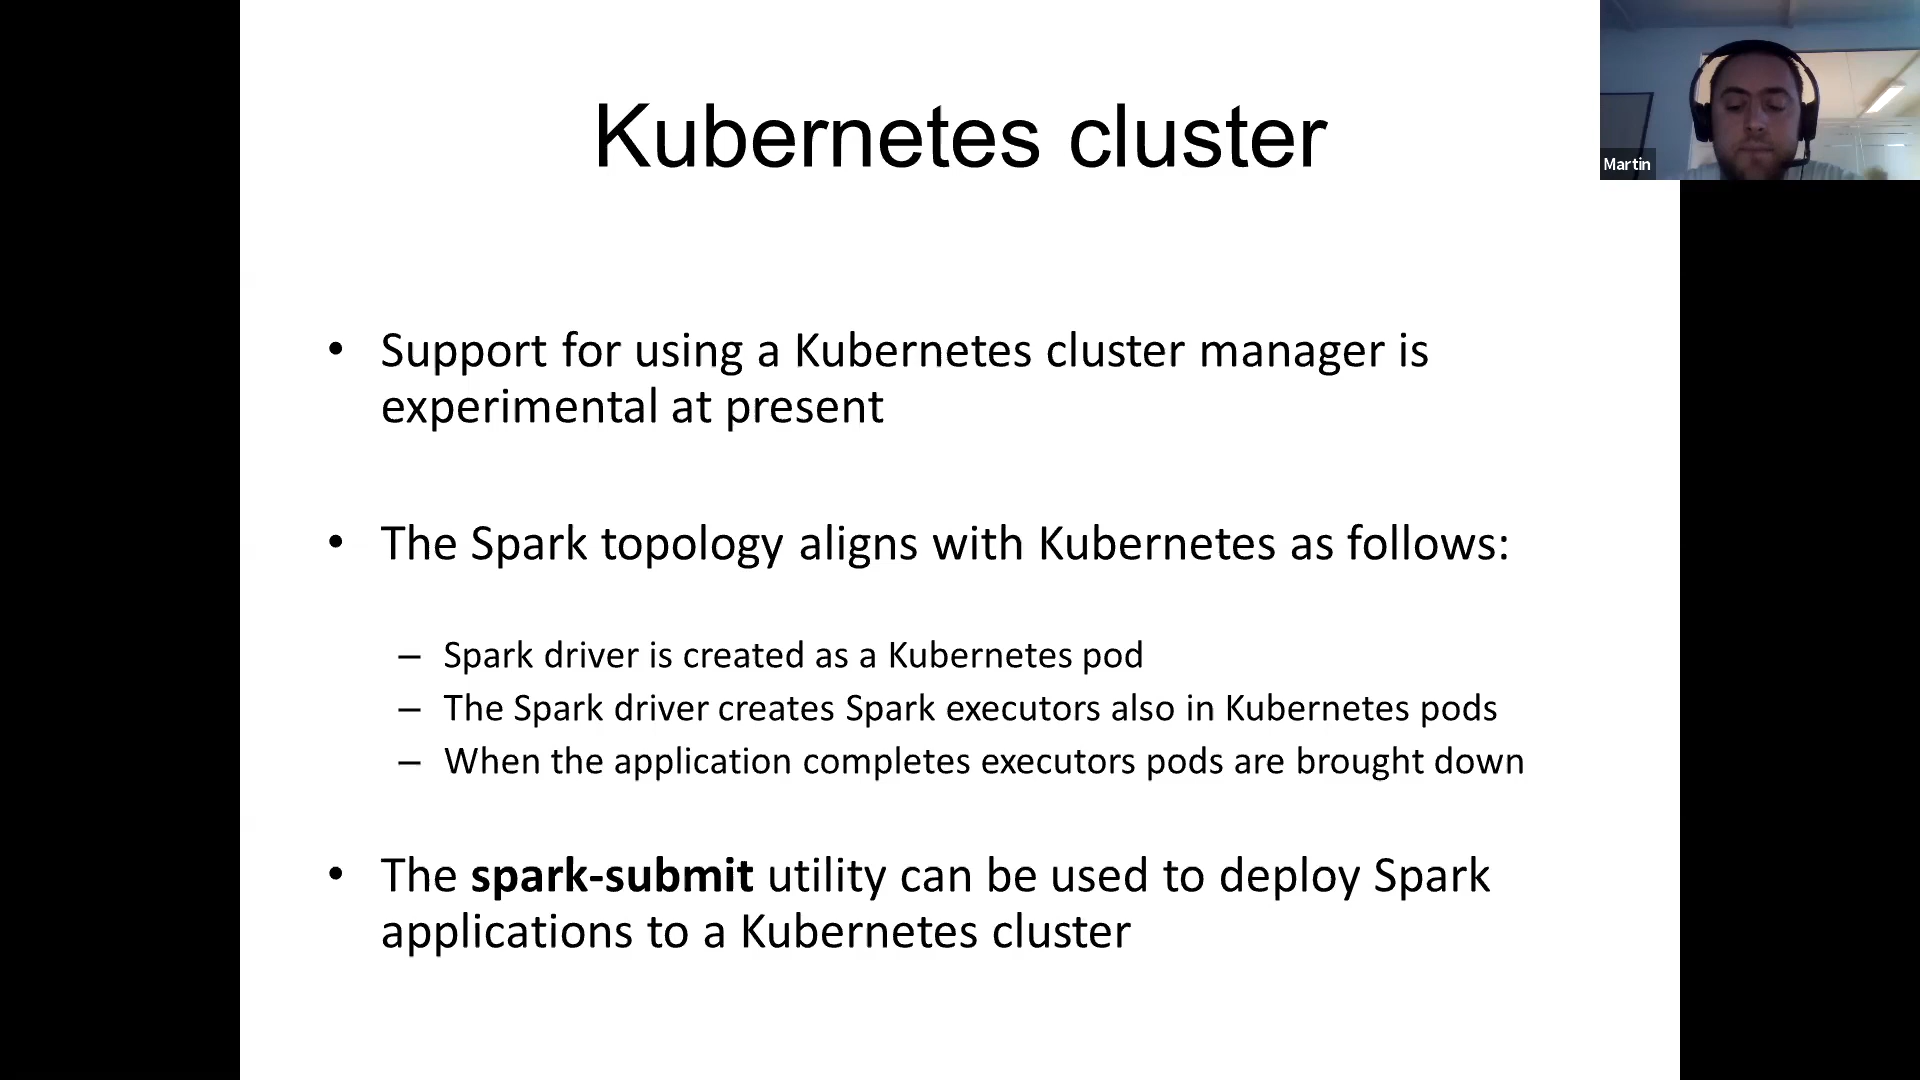 Kubernetes cluster
Martin
• Support for using a Kubernetes cluster manager is
experimental at present
• The Spark topology aligns with Kubernetes as follows:
– Spark driver is created as a Kubernetes pod
– The Spark driver creates Spark executors also in Kubernetes pods
– When the application completes executors pods are brought down
• The spark-submit utility can be used to deploy Spark
applications to a Kubernetes cluster